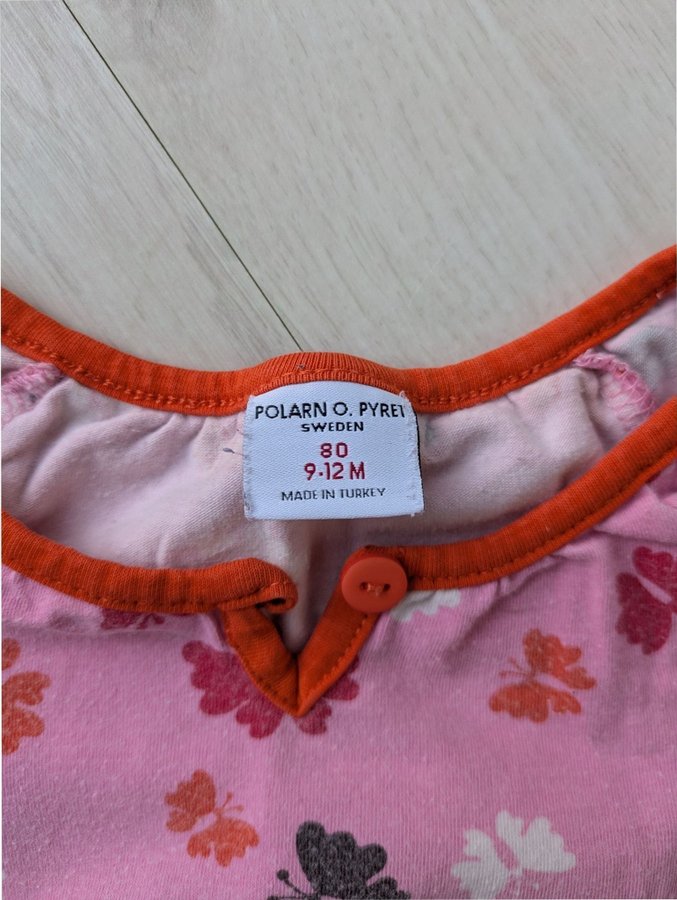 POLARN O. PYRET
SWEDEN
80
9-12 M
MADE IN TURKEY